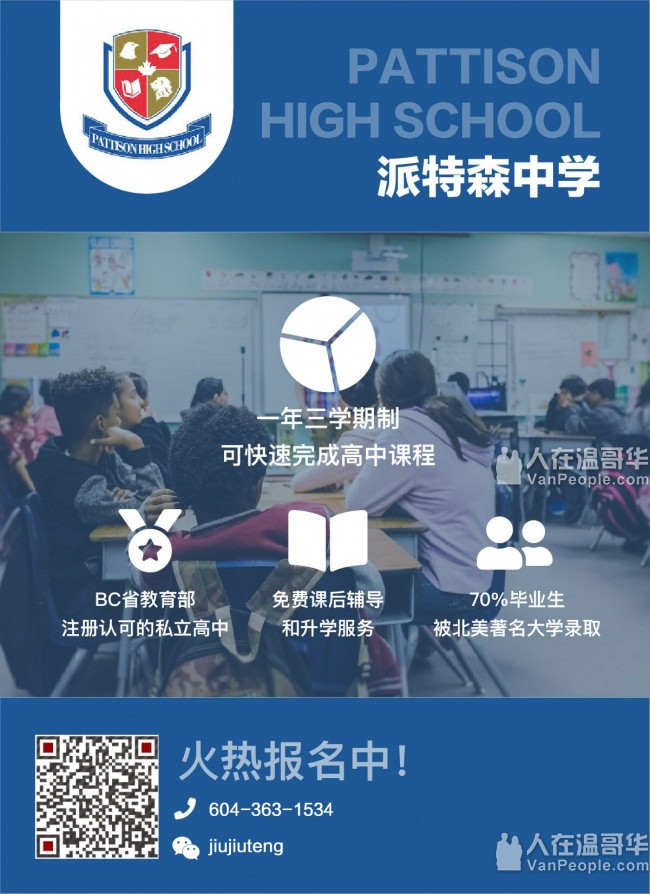 PATTISON HIGH SCHOOL
PATTISON
HIGH SCHOOL
派特森中学
一年三学期制
可快速完成高中课程
人在温哥华
VanPeople.com
BC省教育部
注册认可的私立高中
免费课后辅导
和升学服务
70%毕业生
被北美著名大学录取
火热报名中！
604-363-1534
jiujiuteng
人在温哥华
VanPeople.com